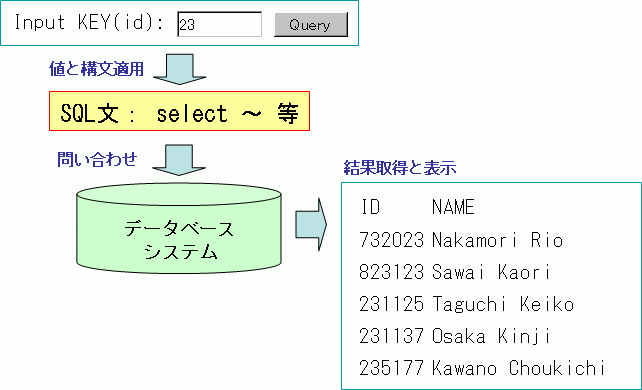 Input KEY(id): 23 Query
値と構文適用
SQL文： select ～ 等
問い合わせ
データベース
システム
結果取得と表示
ID NAME
732023 Nakamori Rio
823123 Sawai Kaori
231125 Taguchi Keiko
231137 Osaka Kinji
235177 Kawano Choukichi